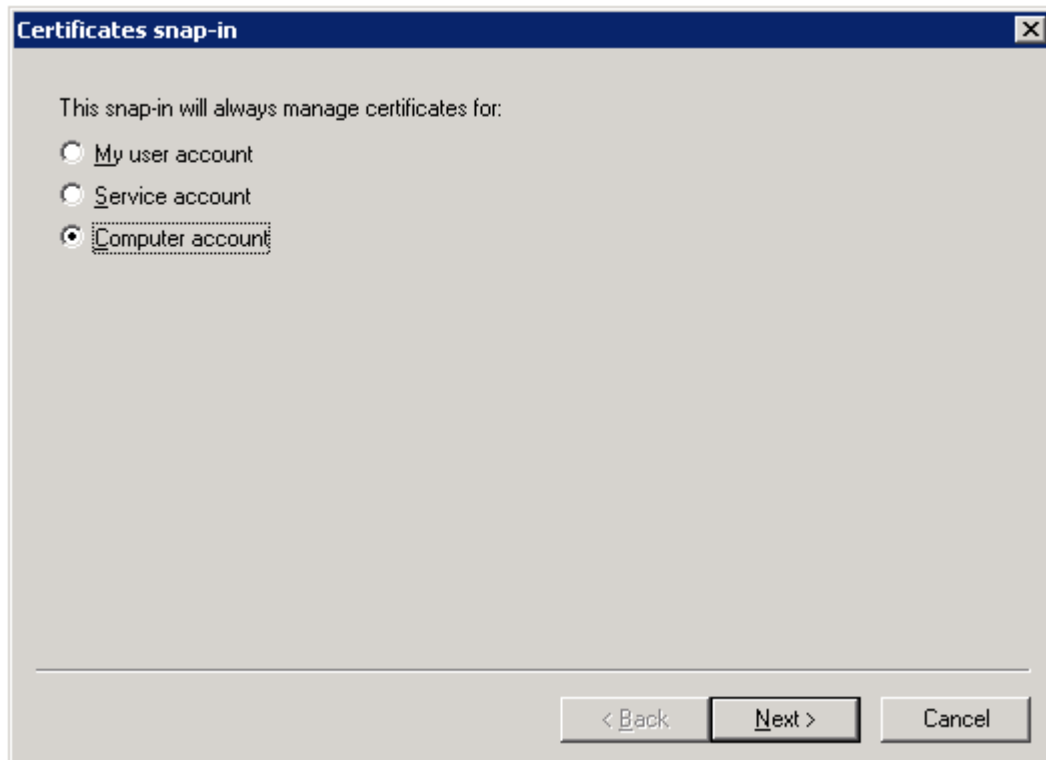 Certificates snap-in
This snap-in will always manage certificates for:
My user account
Service account
Computer account
< Back
Next >
Cancel